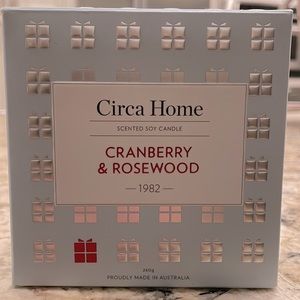 Circa Home
SCENTED SOY CANDLE
CRANBERRY
& ROSEWOOD
1982
260g
PROUDLY MADE IN AUSTRALIA